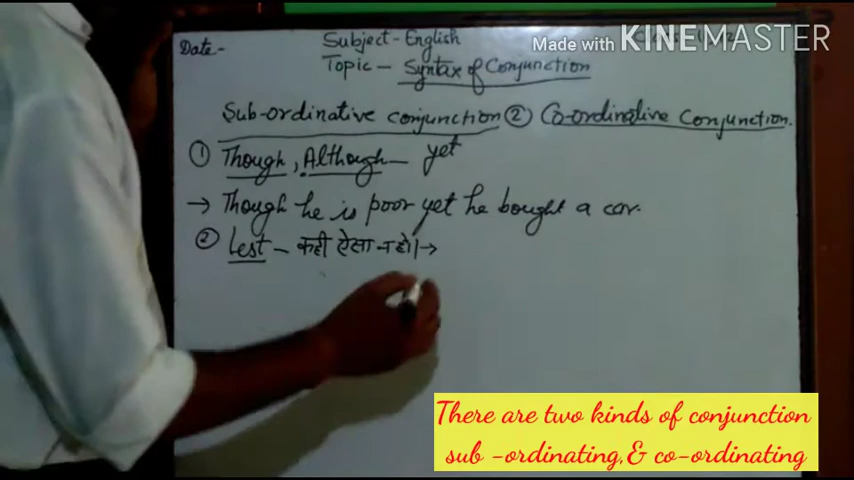 Date-
Subject-English
Made with KINEMASTER
Topic - Syntax of Conjunction
Sub-ordinative conjunction ② Co-ordinative Conjunction.
① Though, Although - yet
→ Though he is poor yet he bought a car.
② Lest - कही ऐसा न हो।→
There are two kinds of conjunction
sub -ordinating,& co-ordinating